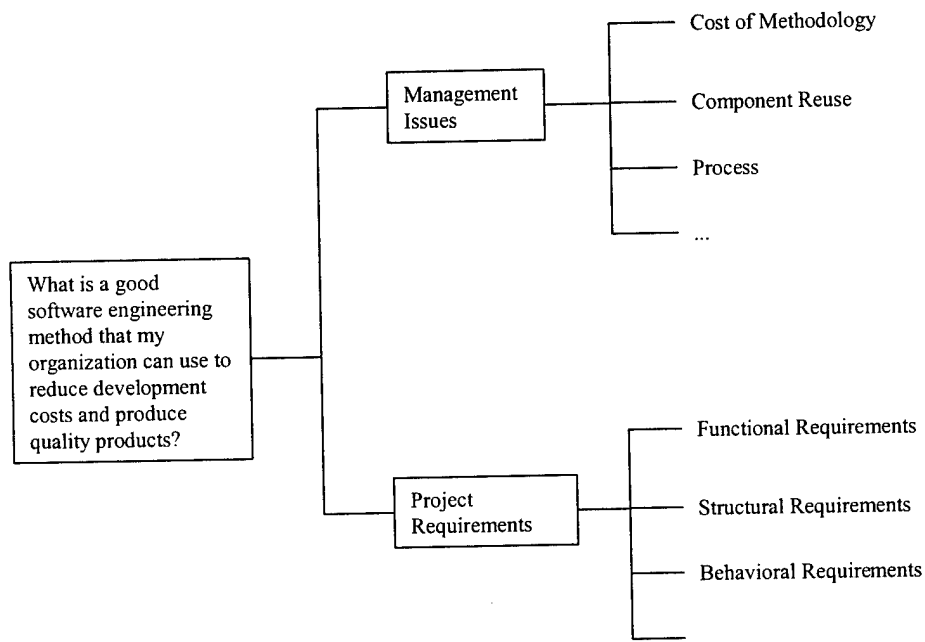 Cost of Methodology
Management
Issues
Component Reuse
Process
...
What is a good
software engineering
method that my
organization can use to
reduce development
costs and produce
quality products?
Functional Requirements
Project
Requirements
Structural Requirements
Behavioral Requirements